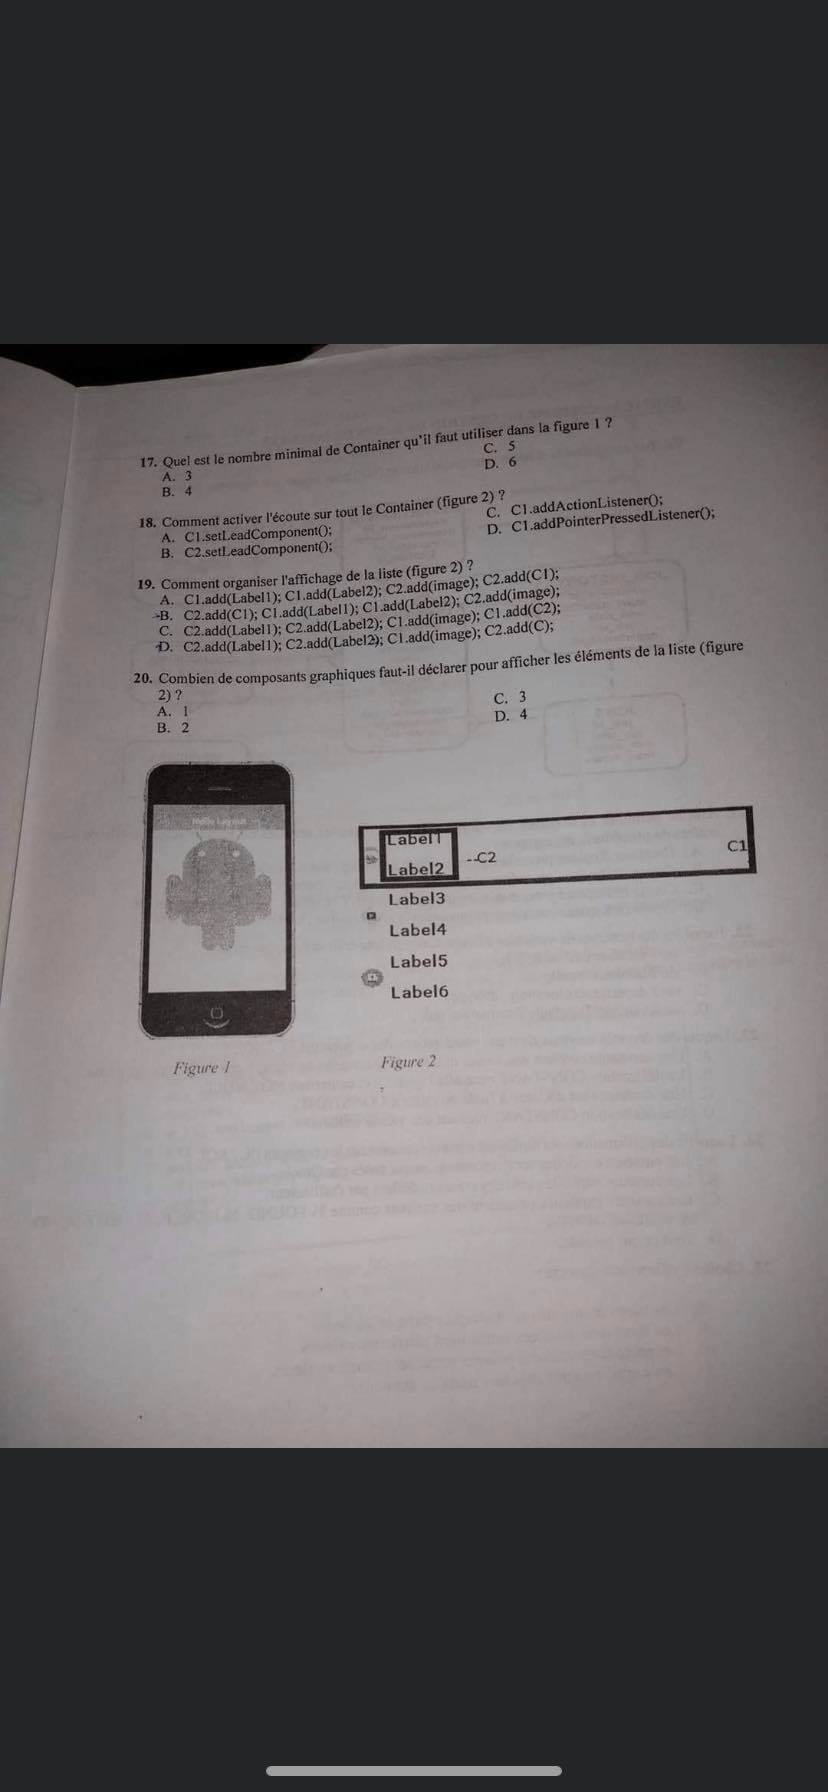 17. Quel est le nombre minimal de Container qu'il faut utiliser dans la figure 1 ?
A. 3
C. 5
B. 4
D. 6
18. Comment activer l'écoute sur tout le Container (figure 2) ?
A. C1.setLeadComponent();
C. C1.addActionListener();
B. C2.setLeadComponent();
D. C1.addPointerPressedListener();
19. Comment organiser l'affichage de la liste (figure 2) ?
A. C1.add(Label1); C1.add(Label2); C2.add(image); C2.add(C1);
B. C2.add(C1); C1.add(Label1); C1.add(Label2); C2.add(image);
C. C2.add(Label1); C2.add(Label2); C1.add(image); C1.add(C2);
D. C2.add(Label1); C2.add(Label2); C1.add(image); C2.add(C);
20. Combien de composants graphiques faut-il déclarer pour afficher les éléments de la liste (figure
2) ?
A. 1
C. 3
B. 2
D. 4
Label1
Label2
--C2
C1
Label3
Label4
Label5
Label6
Figure 1
Figure 2